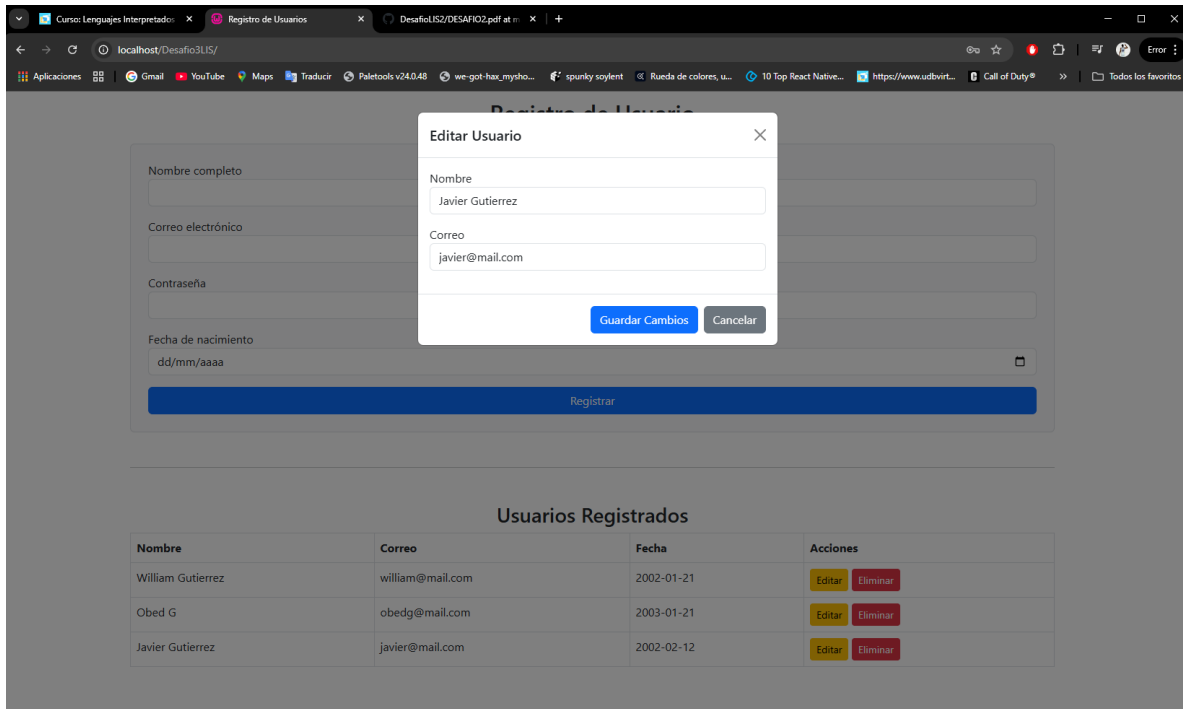 Curso: Lenguajes Interpretados
Registro de Usuarios
DesafioLIS2/DESAFIO2.pdf at m
localhost/Desafio3LIS/
Error
Aplicaciones
Gmail
YouTube
Maps
Traducir
Paletools v24.0.48
we-got-hax_mysho...
spunky soylent
Rueda de colores, u...
10 Top React Native...
https://www.udbvirt...
Call of Duty®
Todos los favoritos
Registro de Usuario
Editar Usuario
Nombre
Javier Gutierrez
Correo
javier@mail.com
Guardar Cambios Cancelar
Nombre completo
Correo electrónico
Contraseña
Fecha de nacimiento
dd/mm/aaaa
Registrar
Usuarios Registrados
Nombre Correo Fecha Acciones
William Gutierrez william@mail.com 2002-01-21 Editar Eliminar
Obed G obedg@mail.com 2003-01-21 Editar Eliminar
Javier Gutierrez javier@mail.com 2002-02-12 Editar Eliminar